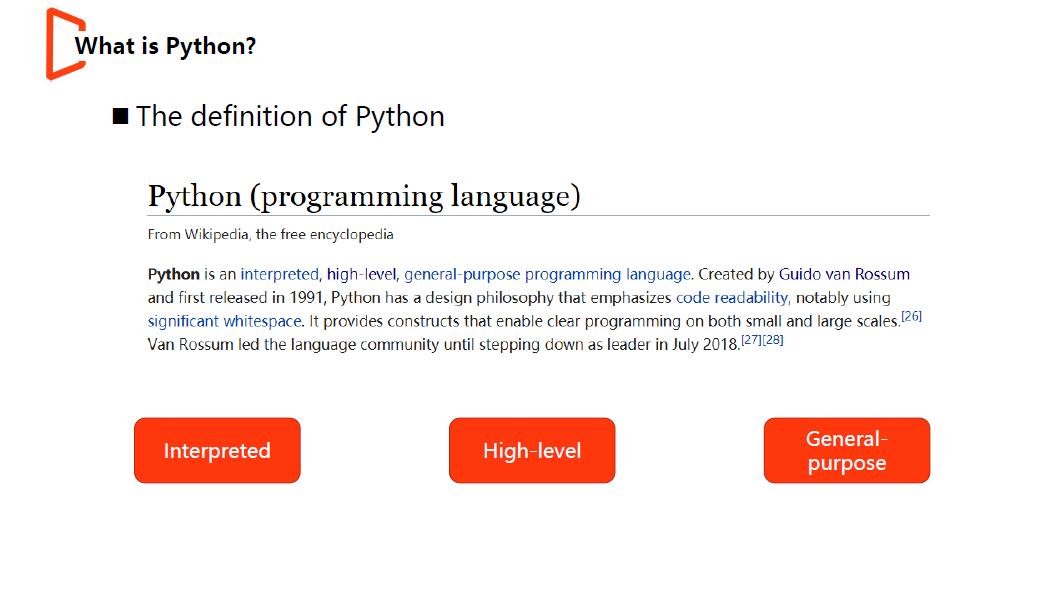 What is Python?
■ The definition of Python
Python (programming language)
From Wikipedia, the free encyclopedia
Python is an interpreted, high-level, general-purpose programming language. Created by Guido van Rossum
and first released in 1991, Python has a design philosophy that emphasizes code readability, notably using
significant whitespace. It provides constructs that enable clear programming on both small and large scales.[26]
Van Rossum led the language community until stepping down as leader in July 2018.[27][28]
Interpreted
High-level
General-
purpose